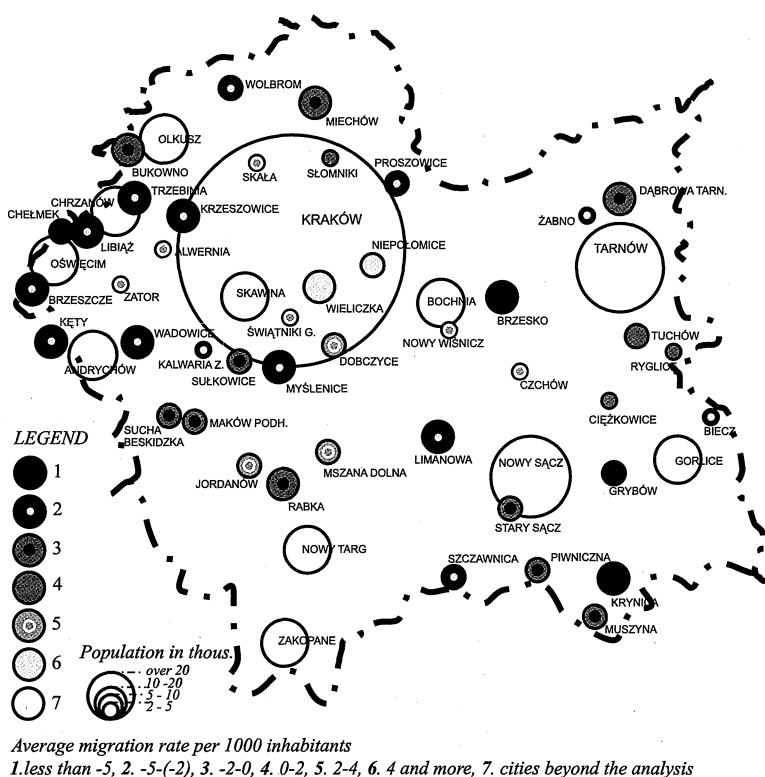 WOLBROM
MIECHÓW
OLKUSZ
BUKOWNO
SKAŁA
SŁOMNIKI
PROSZOWICE
TRZEBINIA
CHRZANÓW
CHEŁMEK
KRZESZOWICE
KRAKÓW
DĄBROWA TARN.
ŻABNO
LIBIĄŻ
ALWERNIA
NIEPOŁOMICE
TARNÓW
OŚWIĘCIM
BRZESZCZE
ZATOR
SKAWINA
WIELICZKA
BOCHNIA
BRZESKO
ŚWIĄTNIKI G.
NOWY WIŚNICZ
KĘTY
WADOWICE
TUCHÓW
RYGLICE
ANDRYCHÓW
KALWARIA Z.
SUŁKOWICE
DOBCZYCE
MYŚLENICE
CZCHÓW
CIĘŻKOWICE
BIECZ
SUCHA
BESKIDZKA
MAKÓW PODH.
LIMANOWA
NOWY SĄCZ
GORLICE
JORDANÓW
MSZANA DOLNA
RABKA
GRYBÓW
STARY SĄCZ
NOWY TARG
SZCZAWNICA
PIWNICZNA
KRYNICA
MUSZYNA
ZAKOPANE
LEGEND
1
2
3
4
5
6
7
Population in thous.
over 20
10 -20
5 - 10
2 - 5
Average migration rate per 1000 inhabitants
1.less than -5, 2. -5-(-2), 3. -2-0, 4. 0-2, 5. 2-4, 6. 4 and more, 7. cities beyond the analysis